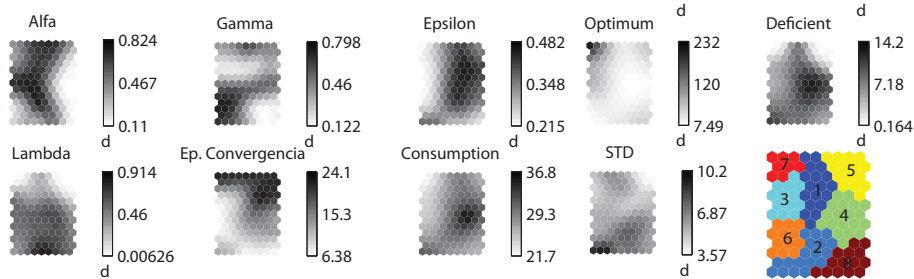 d d
Alfa Gamma Epsilon Optimum Deficient
0.824 0.798 0.482 232 14.2
0.467 0.46 0.348 120 7.18
0.11 0.122 0.215 7.49 0.164
d d d d d
Lambda Ep. Convergencia Consumption STD
0.914 24.1 36.8 10.2
0.46 15.3 29.3 6.87
0.00626 6.38 21.7 3.57
d d d d
7 5
1
3
4
6 2
8